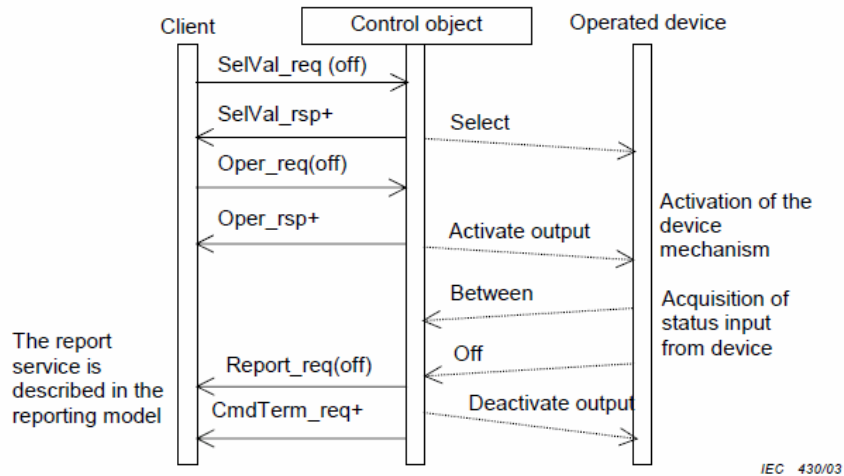 Client
Control object
Operated device
SelVal_req (off)
SelVal_rsp+
Select
Oper_req(off)
Oper_rsp+
Activate output
Activation of the
device
mechanism
Between
Acquisition of
status input
from device
Off
The report
service is
described in the
reporting model
Report_req(off)
CmdTerm_req+
Deactivate output
IEC 430/03